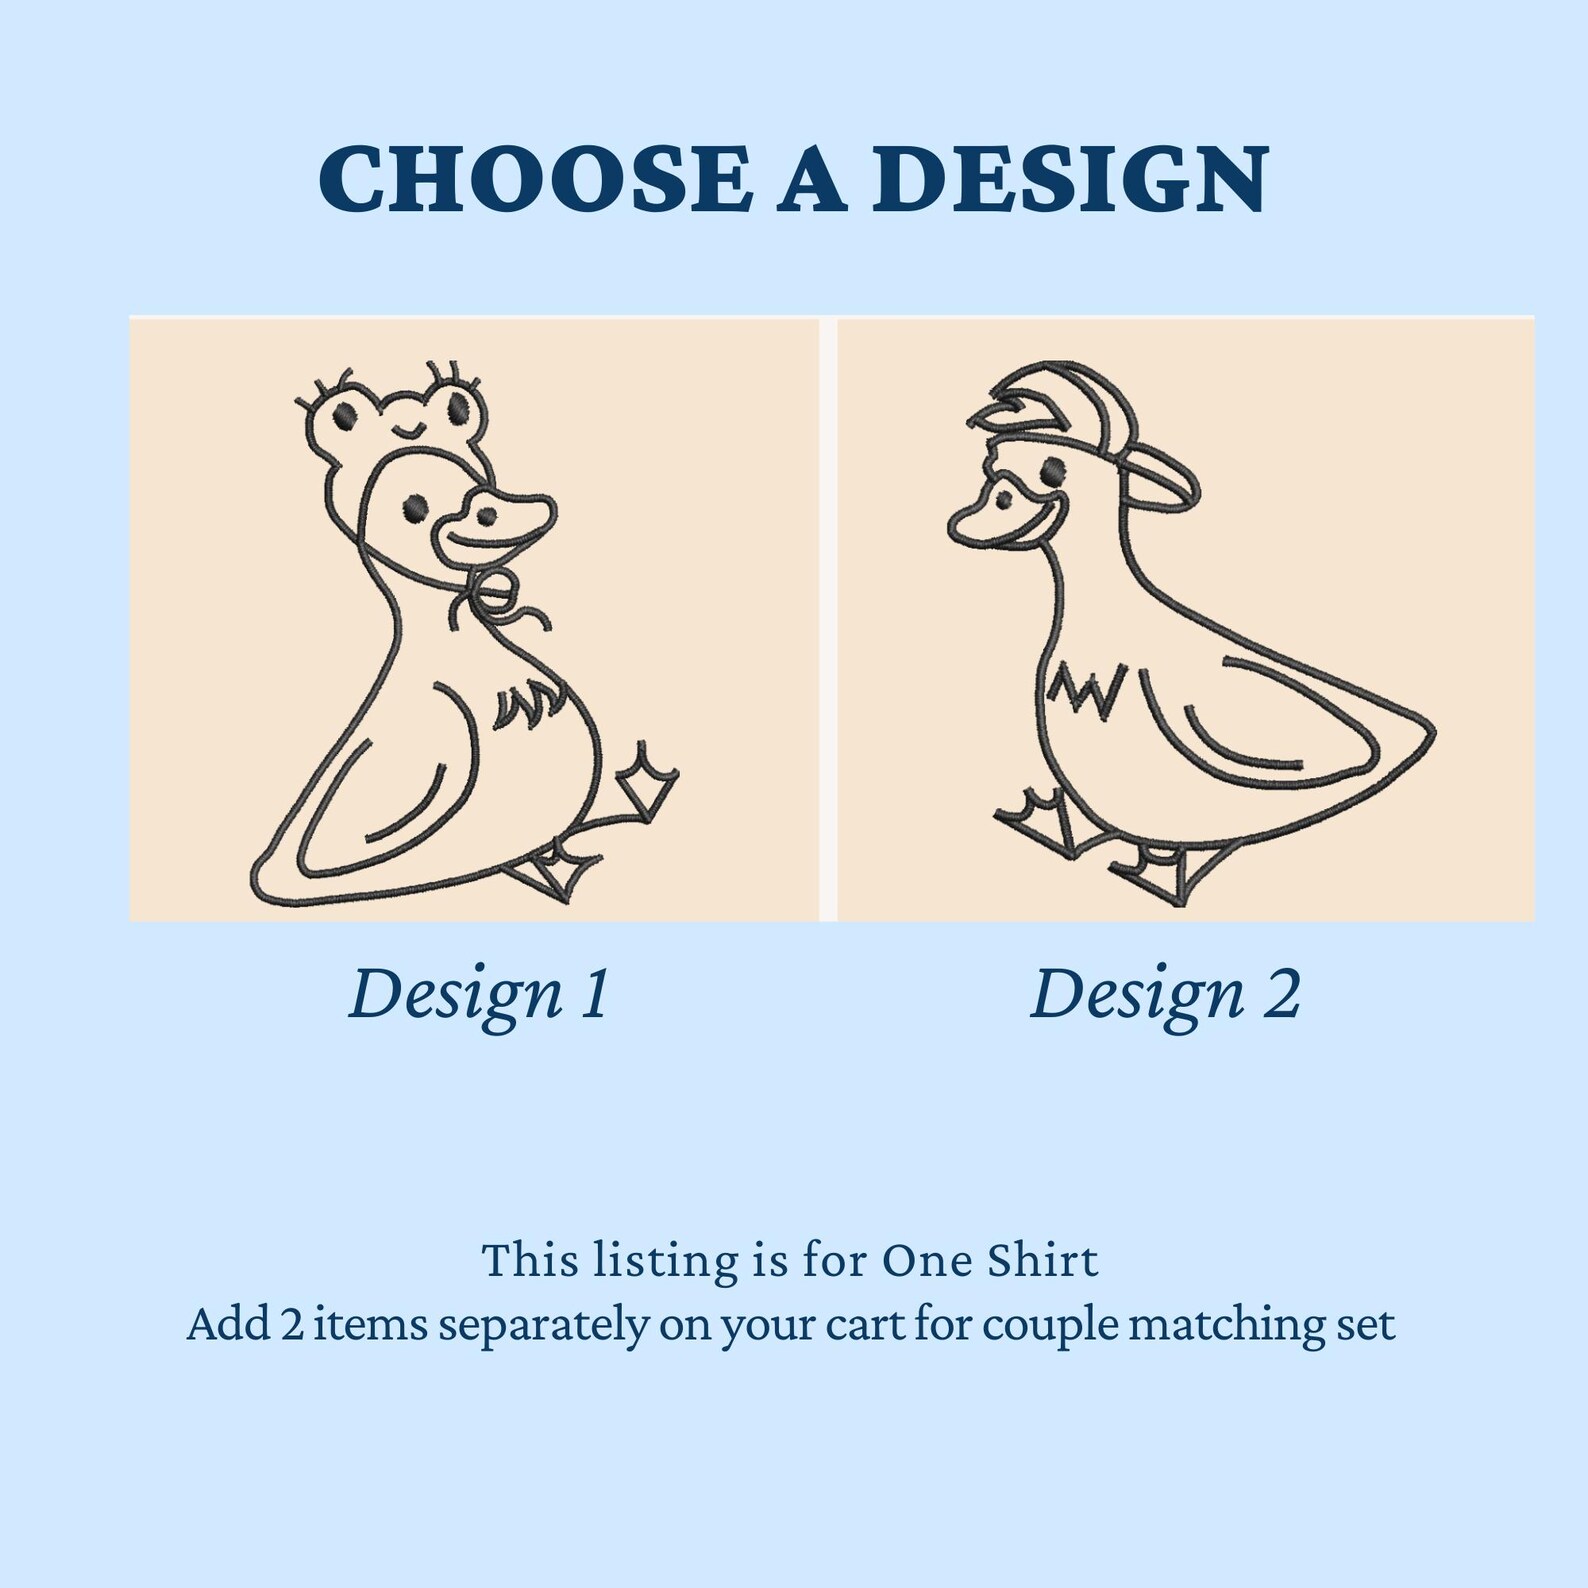 CHOOSE A DESIGN
Design 1
Design 2
This listing is for One Shirt
Add 2 items separately on your cart for couple matching set